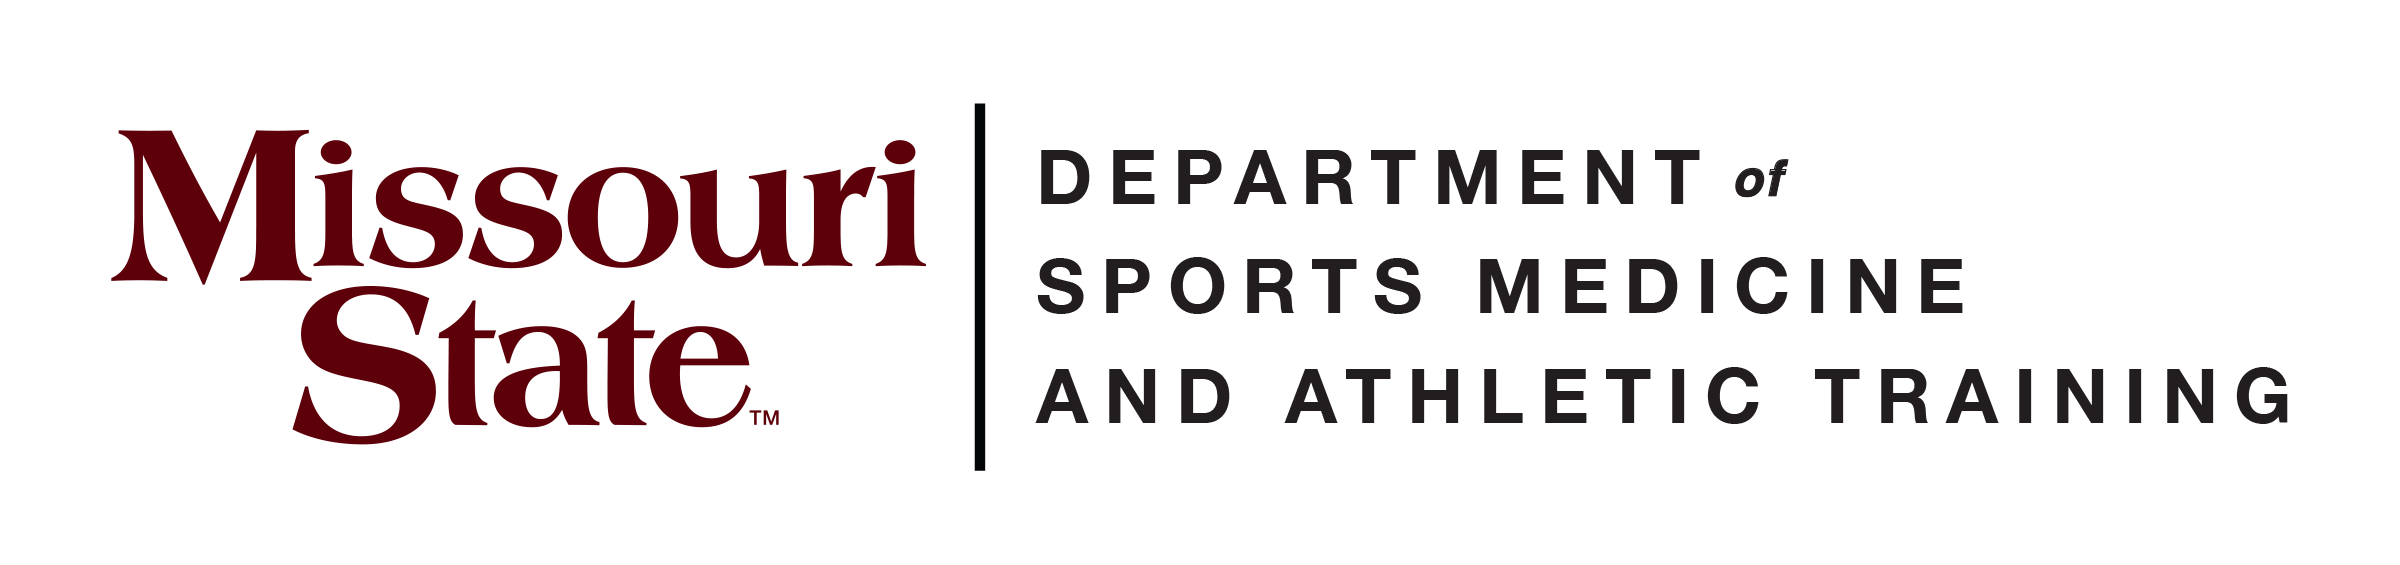 Missouri
State™
DEPARTMENT of
SPORTS MEDICINE
AND ATHLETIC TRAINING